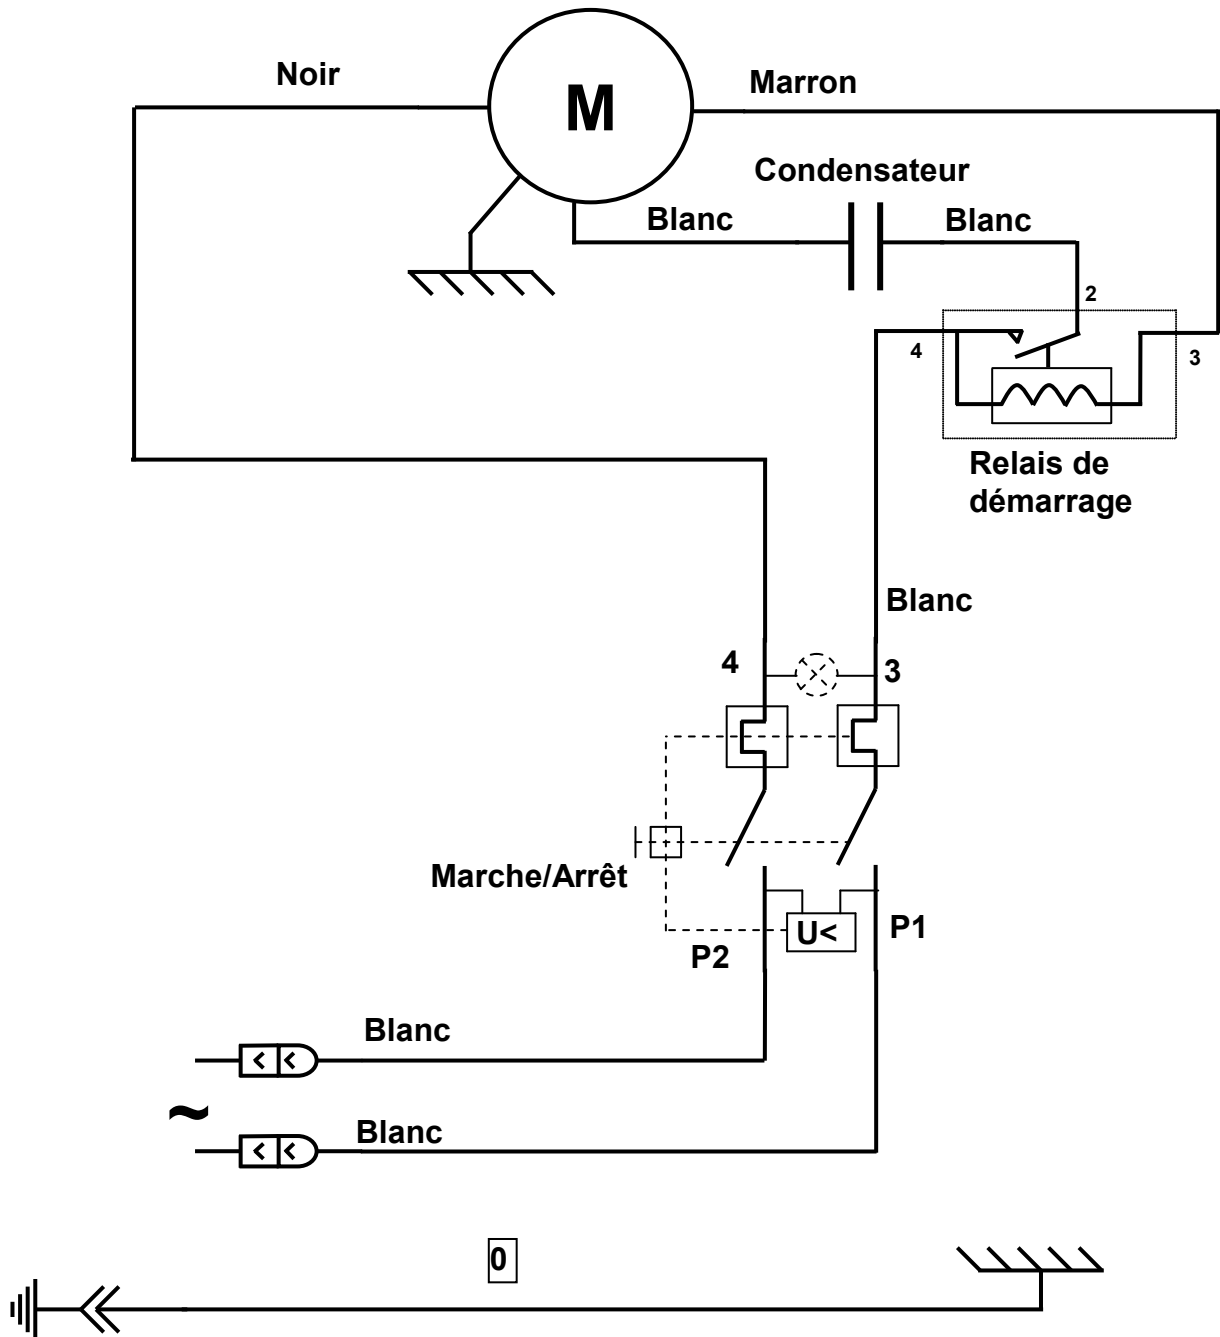 Noir
M
Marron
Condensateur
Blanc
Blanc
2
4
3
Relais de
démarrage
Blanc
4
3
Marche/Arrêt
U<
P1
P2
Blanc
~
Blanc
0